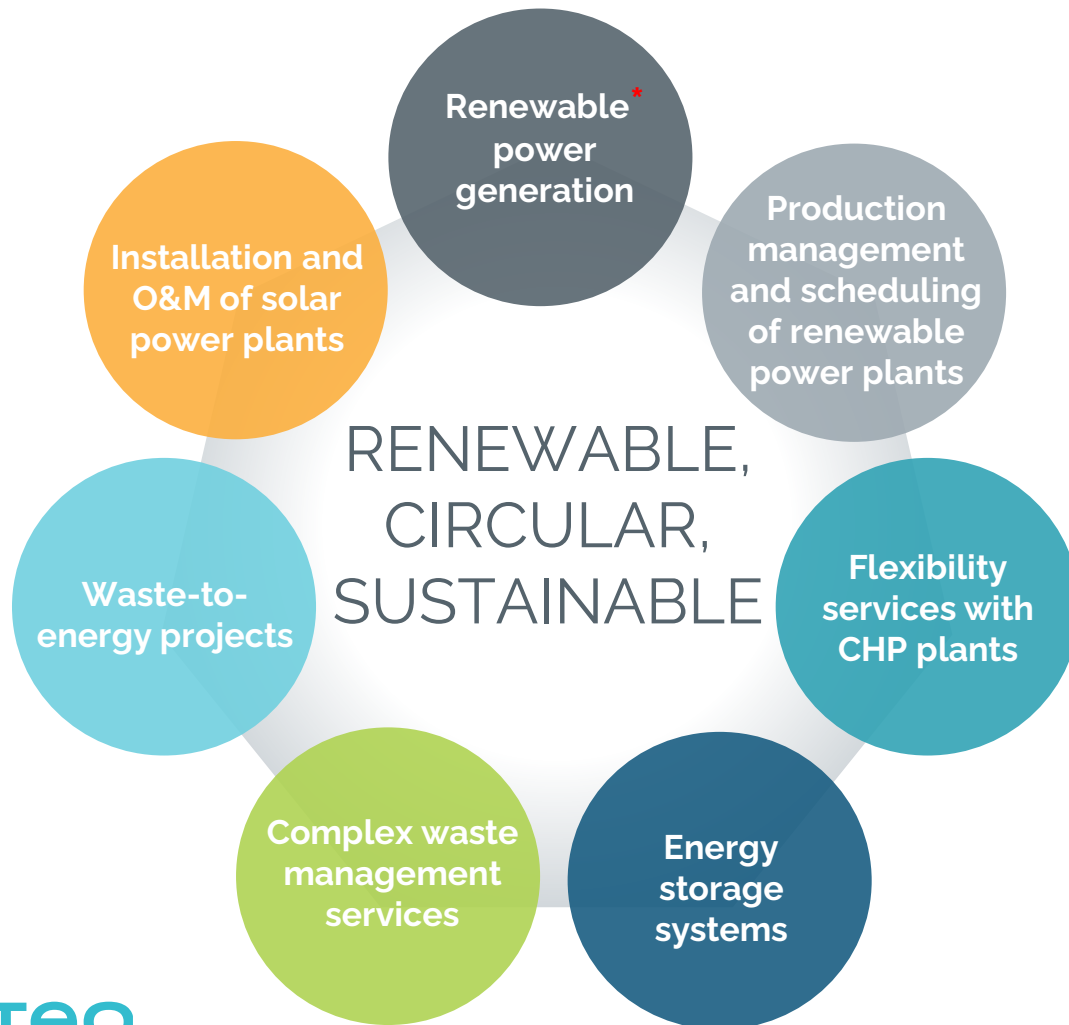 Renewable*
power
generation
Production
management
and scheduling
of renewable
power plants
Flexibility
services with
CHP plants
Energy
storage
systems
Complex waste
management
services
Waste-to-
energy projects
Installation and
O&M of solar
power plants
RENEWABLE,
CIRCULAR,
SUSTAINABLE